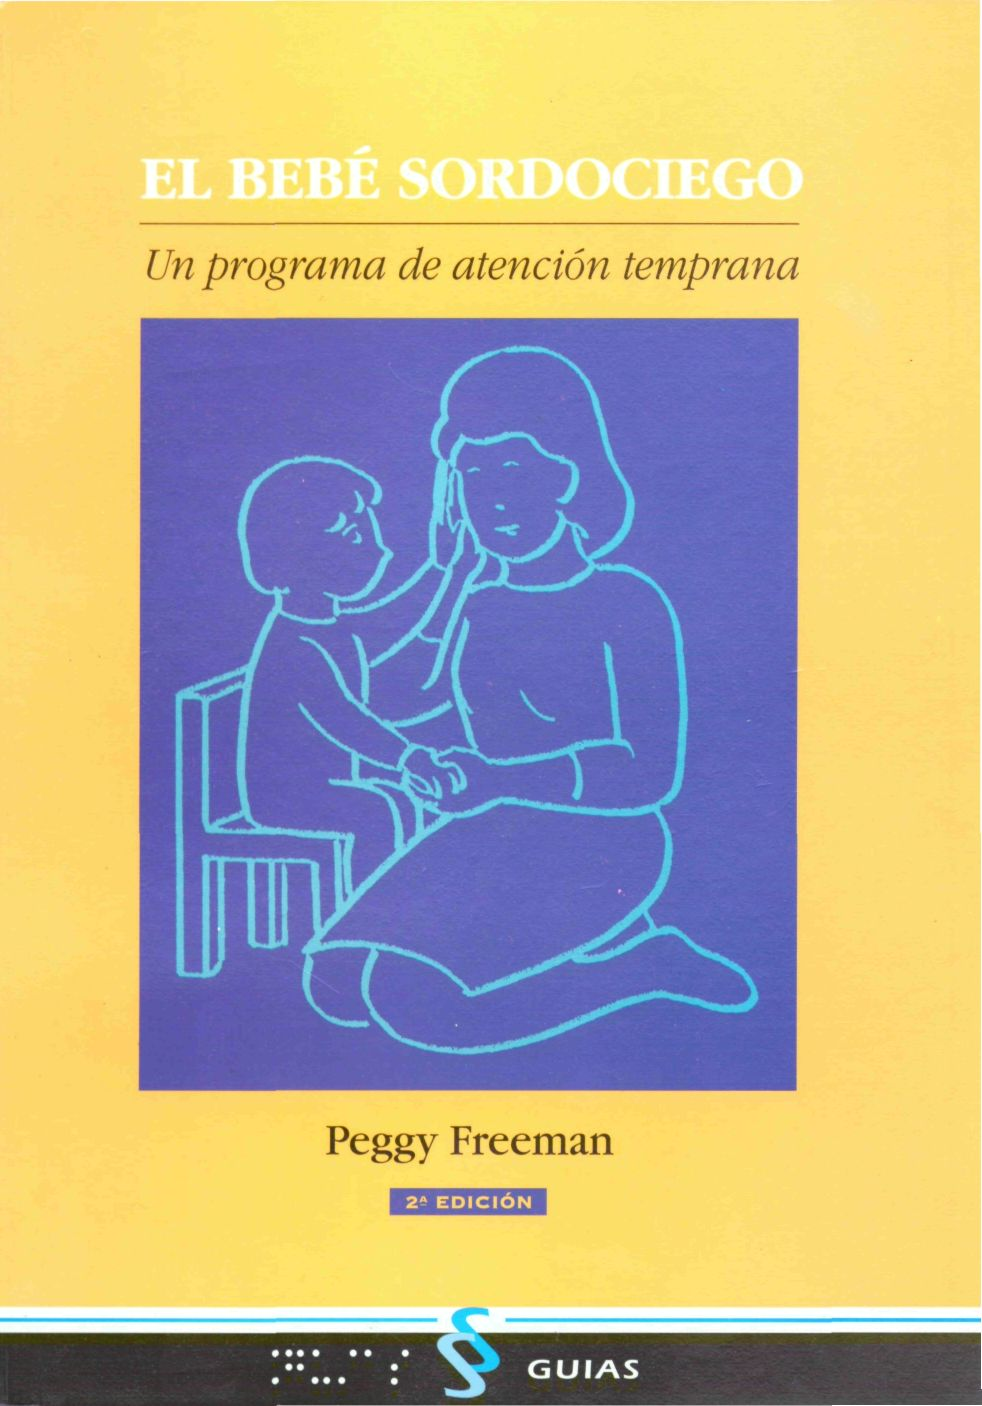 EL BEBÉ SORDOCIEGO
Un programa de atención temprana
Peggy Freeman
2ª EDICIÓN
GUIAS